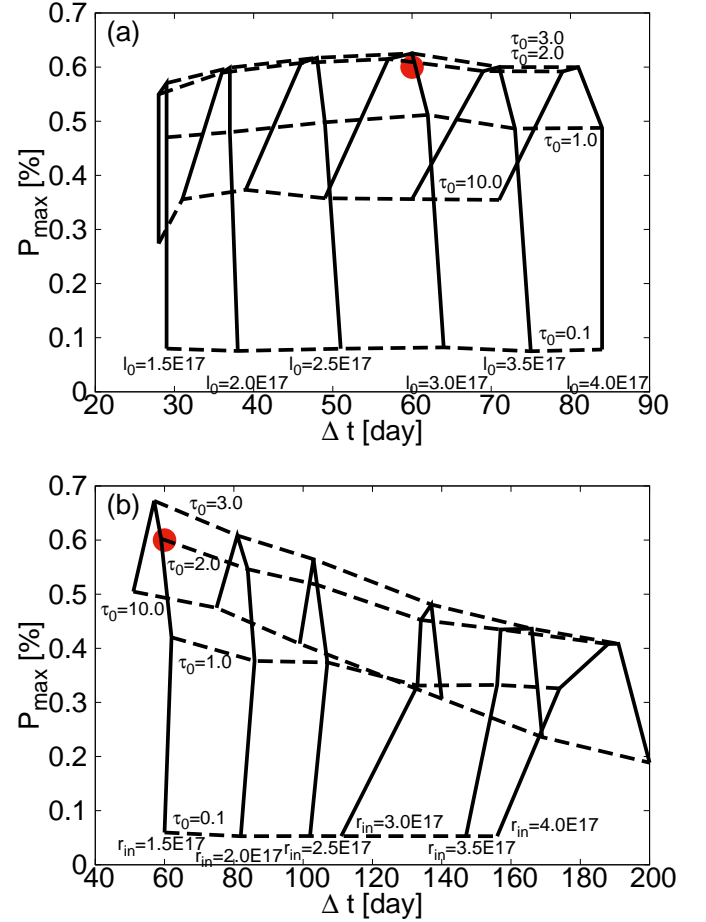 0.7
(a)
τ0=3.0
τ0=2.0
0.6
0.5
τ0=1.0
0.4
τ0=10.0
0.3
0.2
0.1
τ0=0.1
l0=1.5E17 l0=2.5E17 l0=3.5E17
l0=2.0E17 l0=3.0E17 l0=4.0E17
0
20 30 40 50 60 70 80 90
Pmax [%]
Δ t [day]
0.7
(b)
τ0=3.0
0.6
τ0=2.0
0.5
τ0=10.0
0.4
τ0=1.0
0.3
0.2
0.1
τ0=0.1 rin=3.0E17 rin=4.0E17
rin=1.5E17 rin=2.5E17 rin=3.5E17
rin=2.0E17
0
40 60 80 100 120 140 160 180 200
Pmax [%]
Δ t [day]